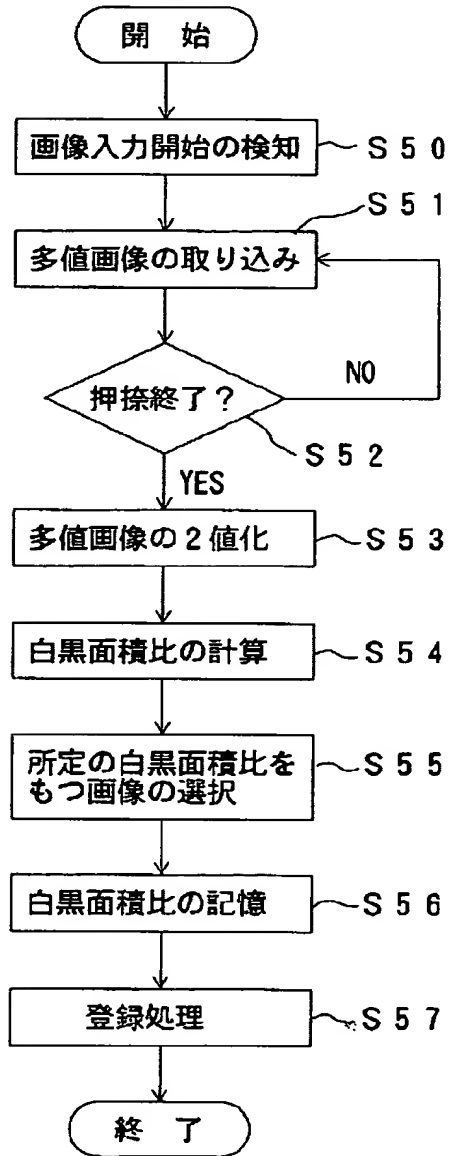 開 始
画像入力開始の検知
S50
S51
多値画像の取り込み
NO
押捺終了?
S52
YES
多値画像の2値化
S53
白黒面積比の計算
S54
所定の白黒面積比を
もつ画像の選択
S55
白黒面積比の記憶
S56
登録処理
S57
終 了